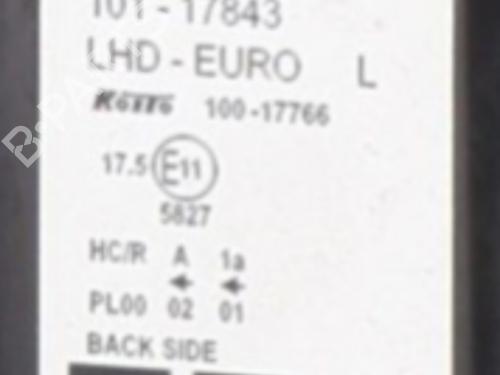 101 - 17843
LHD - EURO L
Koito 100-17766
17.5 E11
5827
HC/R A 1a
PL00 02 01
BACK SIDE